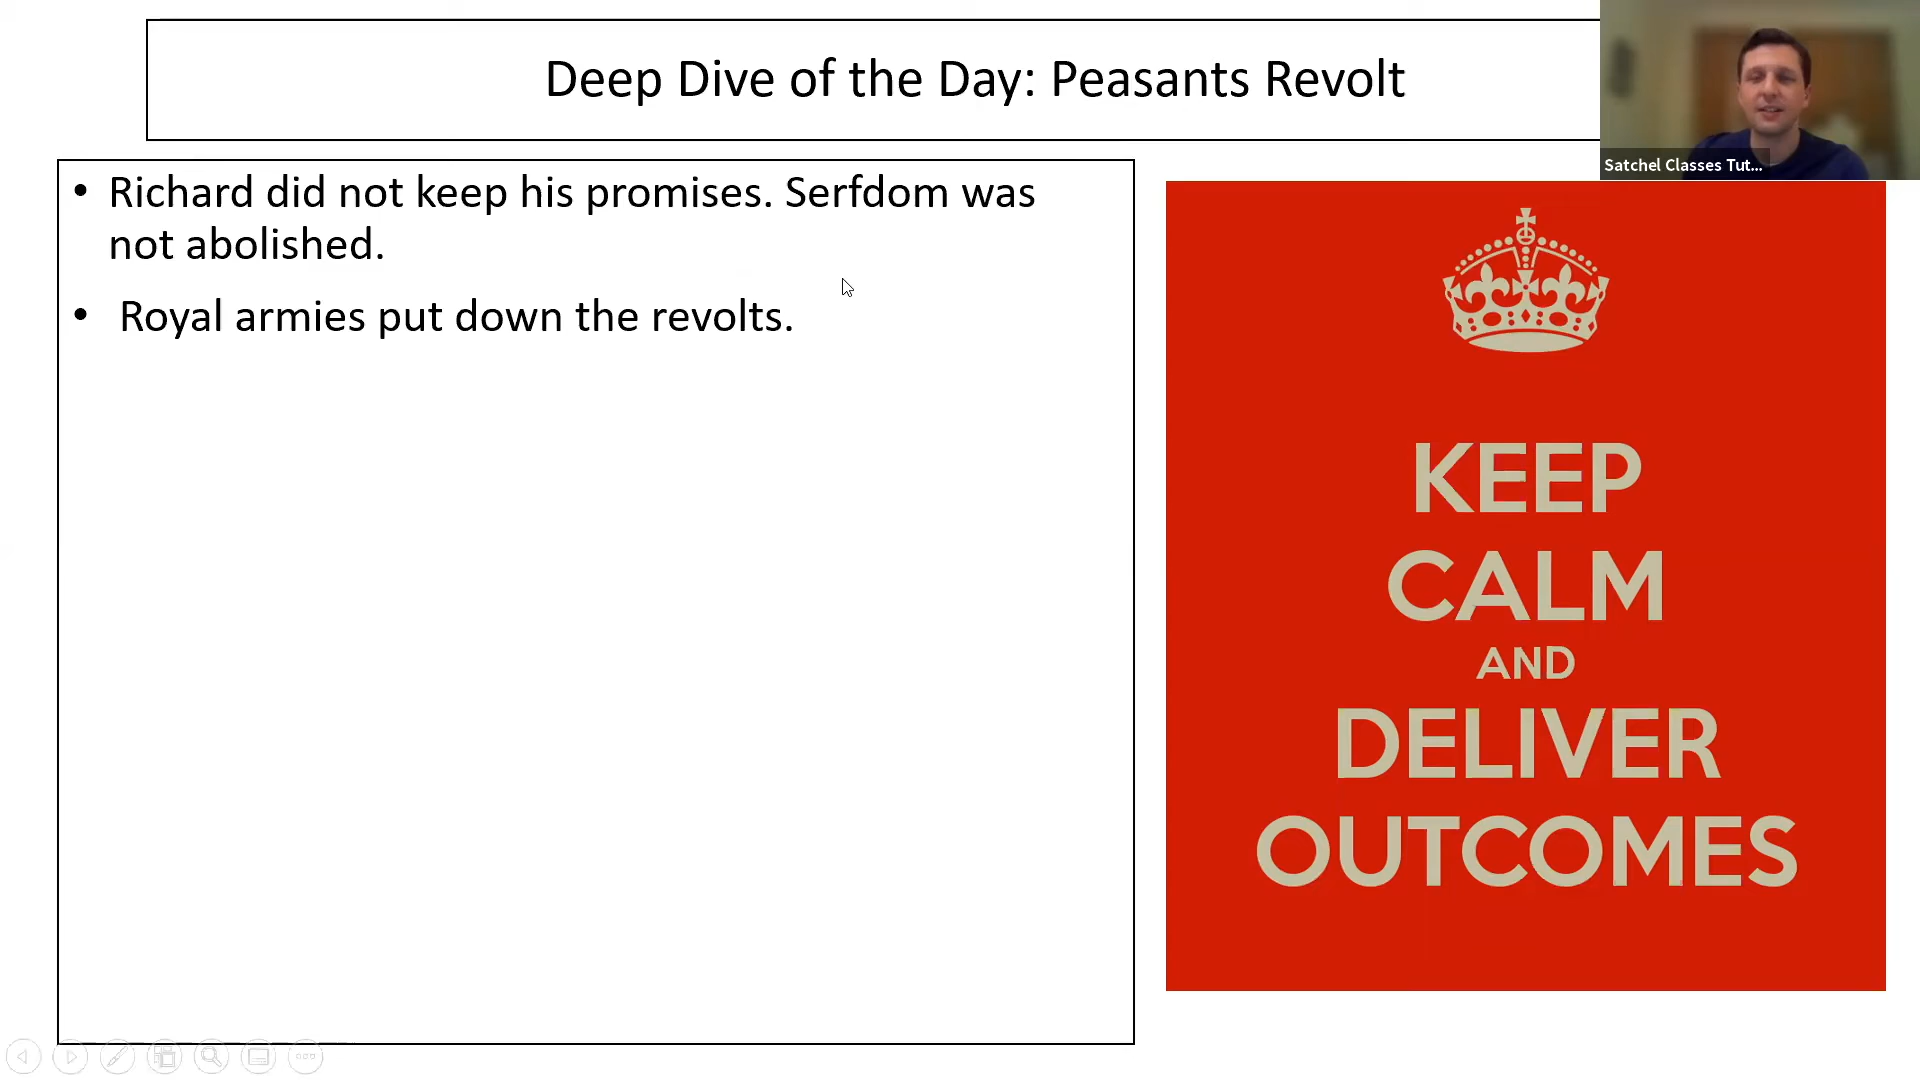 Deep Dive of the Day: Peasants Revolt
Satchel Classes Tut...
• Richard did not keep his promises. Serfdom was
not abolished.
• Royal armies put down the revolts.
KEEP
CALM
AND
DELIVER
OUTCOMES